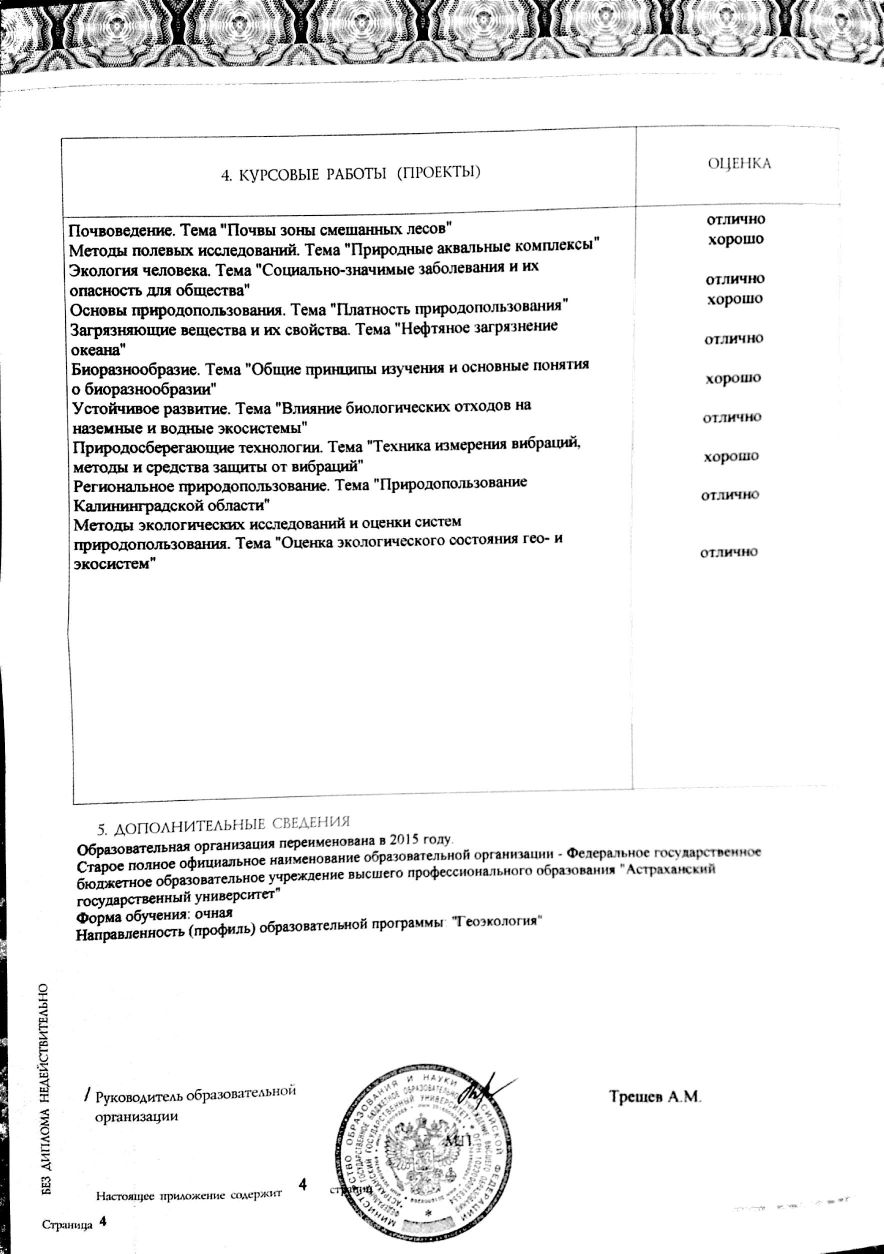 4. КУРСОВЫЕ РАБОТЫ (ПРОЕКТЫ)
ОЦЕНКА
Почвоведение. Тема "Почвы зоны смешанных лесов"
отлично
Методы полевых исследований. Тема "Природные аквальные комплексы"
хорошо
Экология человека. Тема "Социально-значимые заболевания и их
опасность для общества"
отлично
Основы природопользования. Тема "Платность природопользования"
хорошо
Загрязняющие вещества и их свойства. Тема "Нефтяное загрязнение
океана"
отлично
Биоразнообразие. Тема "Общие принципы изучения и основные понятия
о биоразнообразии"
хорошо
Устойчивое развитие. Тема "Влияние биологических отходов на
наземные и водные экосистемы"
отлично
Природосберегающие технологии. Тема "Техника измерения вибраций,
методы и средства защиты от вибраций"
хорошо
Региональное природопользование. Тема "Природопользование
Калининградской области"
отлично
Методы экологических исследований и оценки систем
природопользования. Тема "Оценка экологического состояния гео- и
экосистем"
отлично
5. ДОПОЛНИТЕЛЬНЫЕ СВЕДЕНИЯ
Образовательная организация переименована в 2015 году.
Старое полное официальное наименование образовательной организации - Федеральное государственное
бюджетное образовательное учреждение высшего профессионального образования "Астраханский
государственный университет"
Форма обучения: очная
Направленность (профиль) образовательной программы "Геоэкология"
БЕЗ ДИПЛОМА НЕДЕЙСТВИТЕЛЬНО
/ Руководитель образовательной
организации
МП
Трещев А.М.
Настоящее приложение содержит 4 страниц
Страница 4